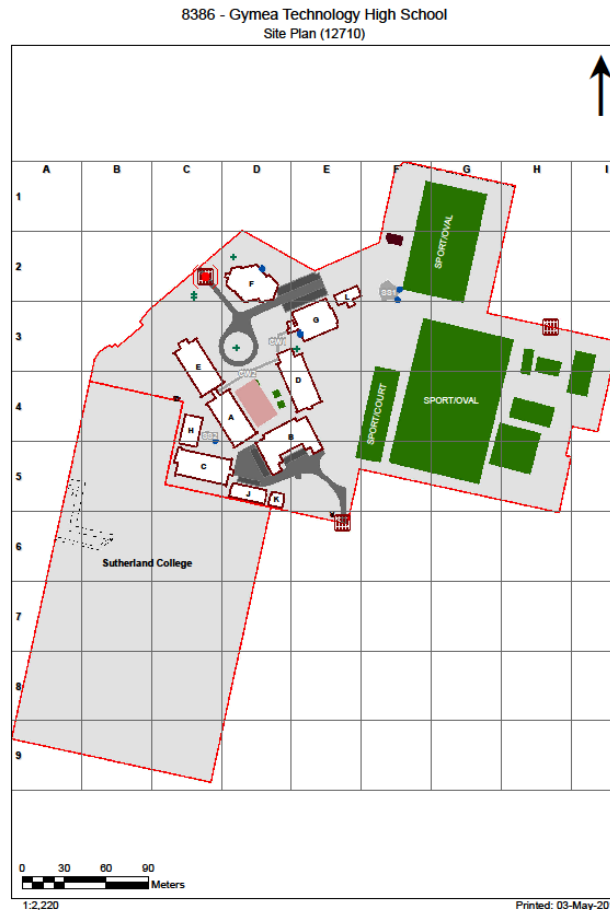 8386 - Gymea Technology High School
Site Plan (12710)
A B C D E F G H I
1
SPORT/OVAL
2
F
L
G
3
CW2
E
D
SPORT/COURT
SPORT/OVAL
4
A
H
B
C
5
J
K
6
Sutherland College
7
8
9
0 30 60 90
Meters
1:2,220
Printed: 03-May-20